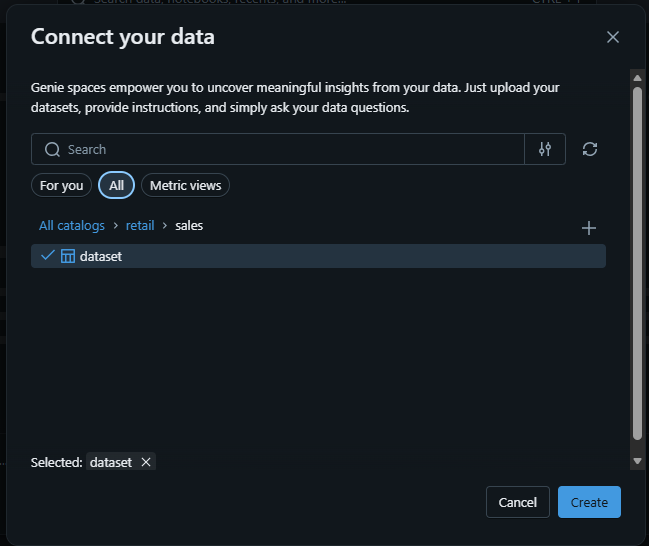 Search data, notebooks, recents, and more...
CTRL + P
Connect your data
Genie spaces empower you to uncover meaningful insights from your data. Just upload your
datasets, provide instructions, and simply ask your data questions.
Search
For you All Metric views
All catalogs > retail > sales
dataset
Selected: dataset
Cancel Create